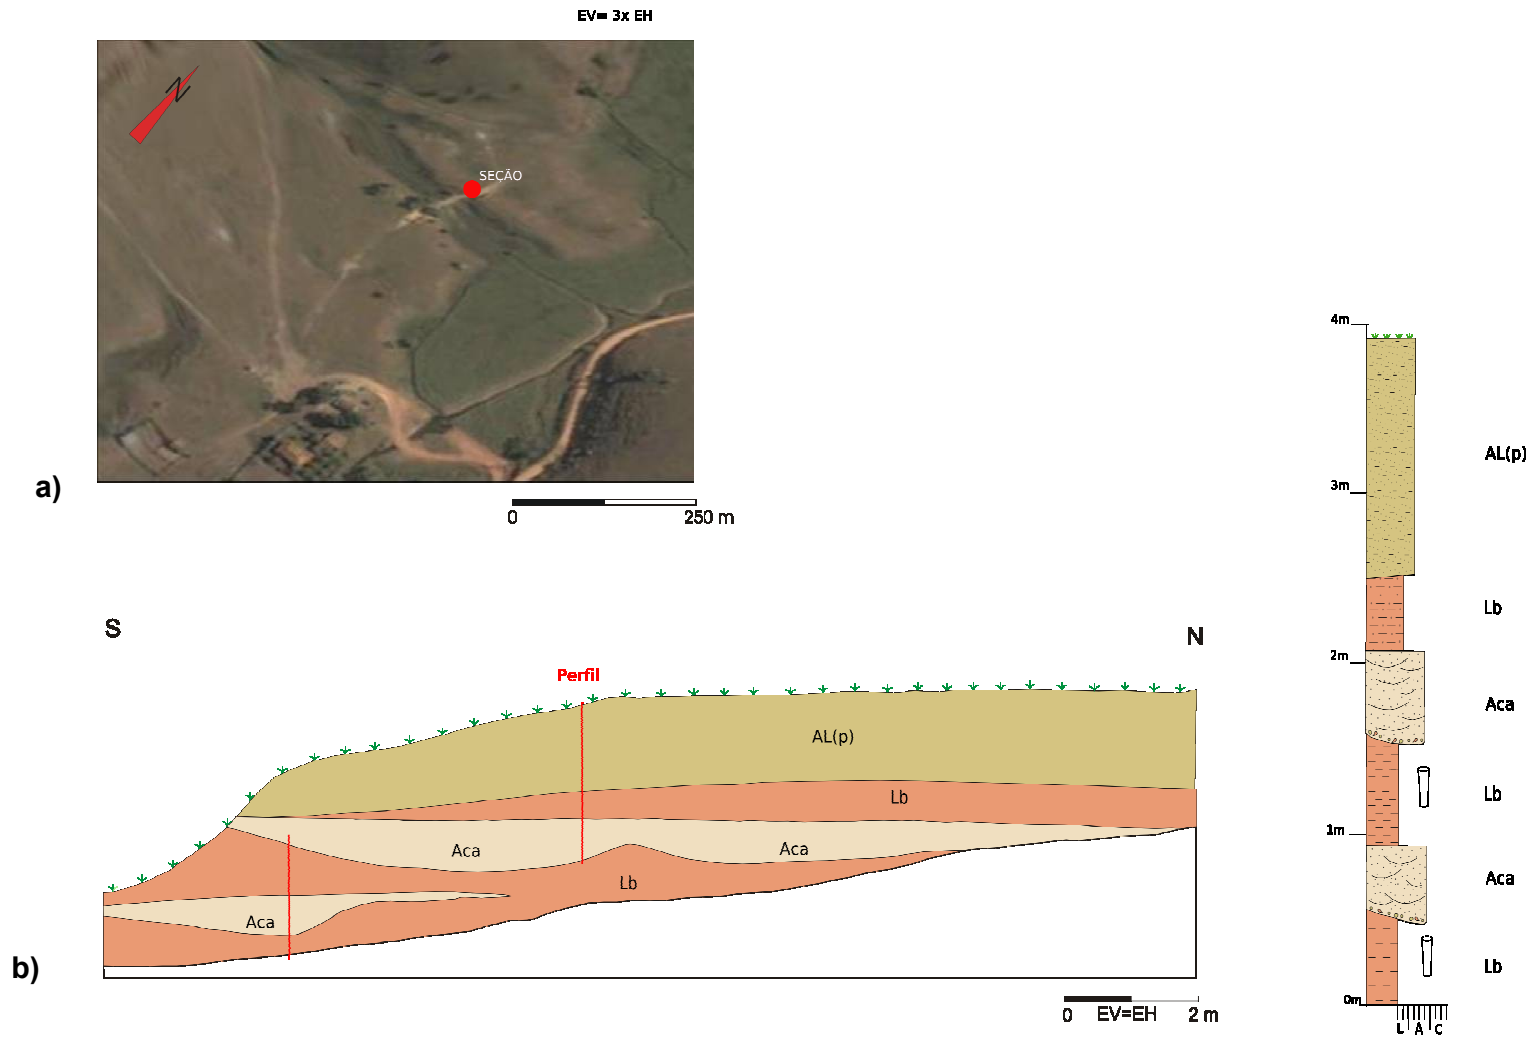 EV= 3x EH
N
SEÇÃO
a)
0 250 m
S
N
Perfil
AL(p)
Lb
Aca
Aca
Lb
Aca
b)
0 EV=EH 2 m
4m
AL(p)
3m
Lb
2m
Aca
Lb
1m
Aca
Lb
0m
L A C